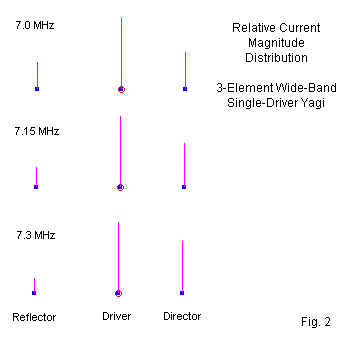 7.0 MHz
Relative Current
Magnitude
Distribution
3-Element Wide-Band
Single-Driver Yagi
7.15 MHz
7.3 MHz
Reflector
Driver
Director
Fig. 2